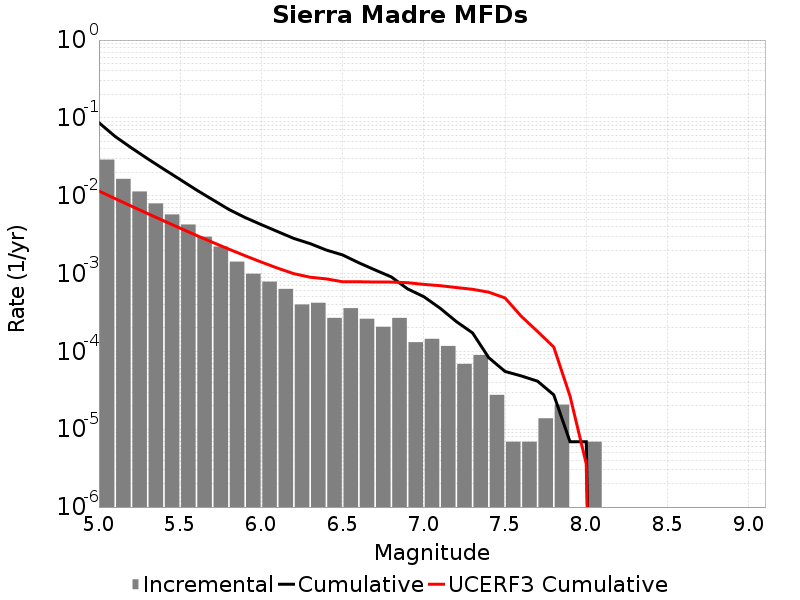 Sierra Madre MFDs
10^0
10^-1
10^-2
10^-3
10^-4
10^-5
10^-6
Rate (1/yr)
5.0 5.5 6.0 6.5 7.0 7.5 8.0 8.5 9.0
Magnitude
Incremental Cumulative UCERF3 Cumulative